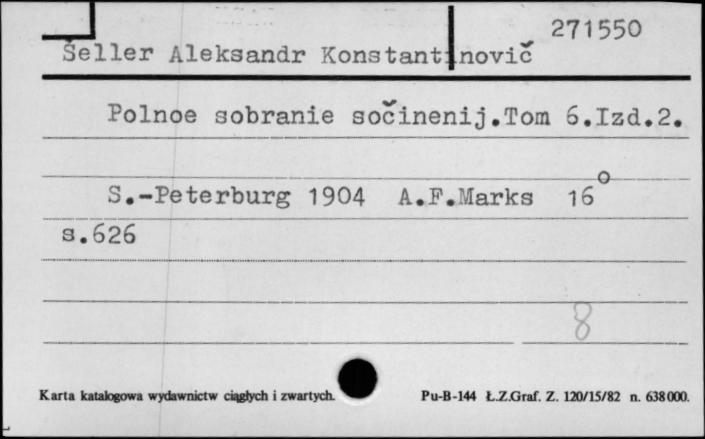 271550
Šeller Aleksandr Konstantinovič
Polnoe sobranie sočinenij.Tom 6.Izd.2.
S.-Peterburg 1904 A.F.Marks 16°
s.626
8
Karta katalogowa wydawnictw ciągłych i zwartych. Pu-B-144 Ł.Z.Graf. Z. 120/15/82 n. 638000.